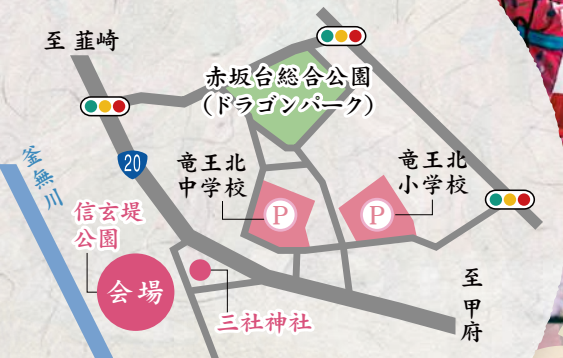 至 韮崎
赤坂台総合公園
(ドラゴンパーク)
20
竜王北
中学校
竜王北
小学校
釜無川
P
P
信玄堤
公園
会場
三社神社
至 甲府